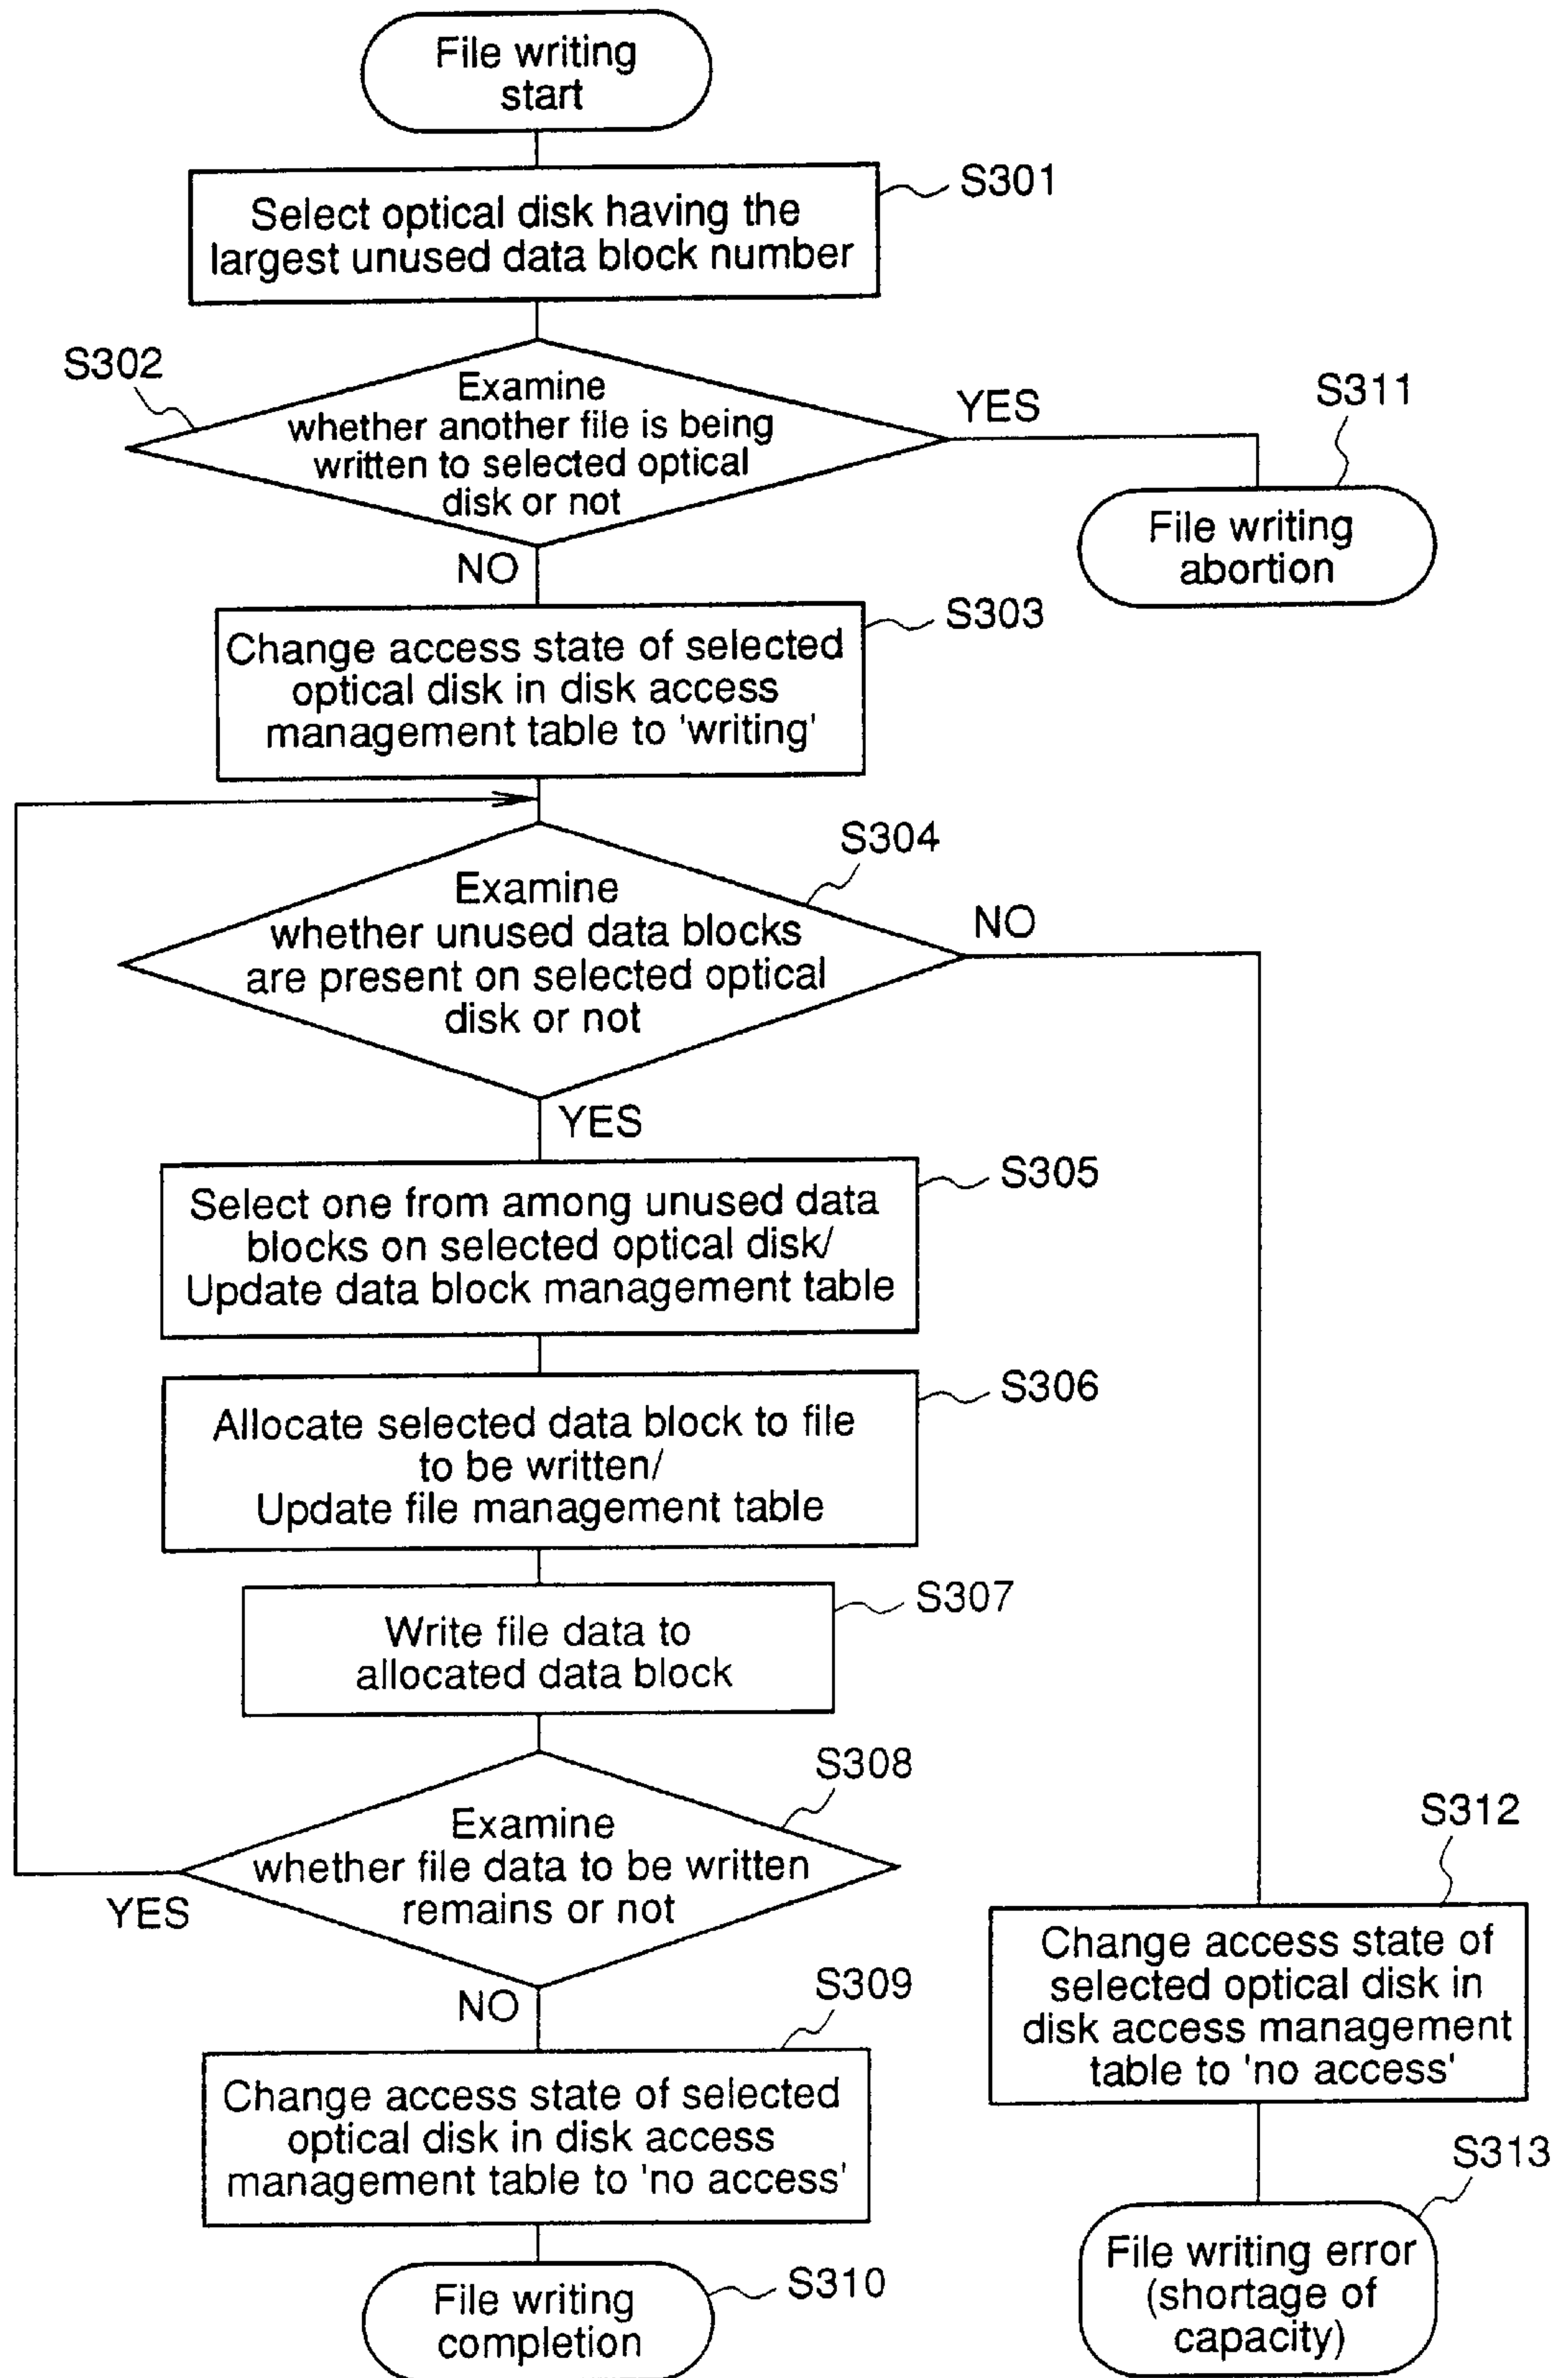 File writing
start
S301
Select optical disk having the
largest unused data block number
S302
Examine
whether another file is being
written to selected optical
disk or not
YES
S311
File writing
abortion
NO
S303
Change access state of selected
optical disk in disk access
management table to 'writing'
S304
Examine
whether unused data blocks
are present on selected optical
disk or not
NO
YES
S305
Select one from among unused data
blocks on selected optical disk/
Update data block management table
S306
Allocate selected data block to file
to be written/
Update file management table
S307
Write file data to
allocated data block
S308
Examine
whether file data to be written
remains or not
YES
NO
S309
Change access state of selected
optical disk in disk access
management table to 'no access'
S310
File writing
completion
S312
Change access state of
selected optical disk in
disk access management
table to 'no access'
S313
File writing error
(shortage of
capacity)